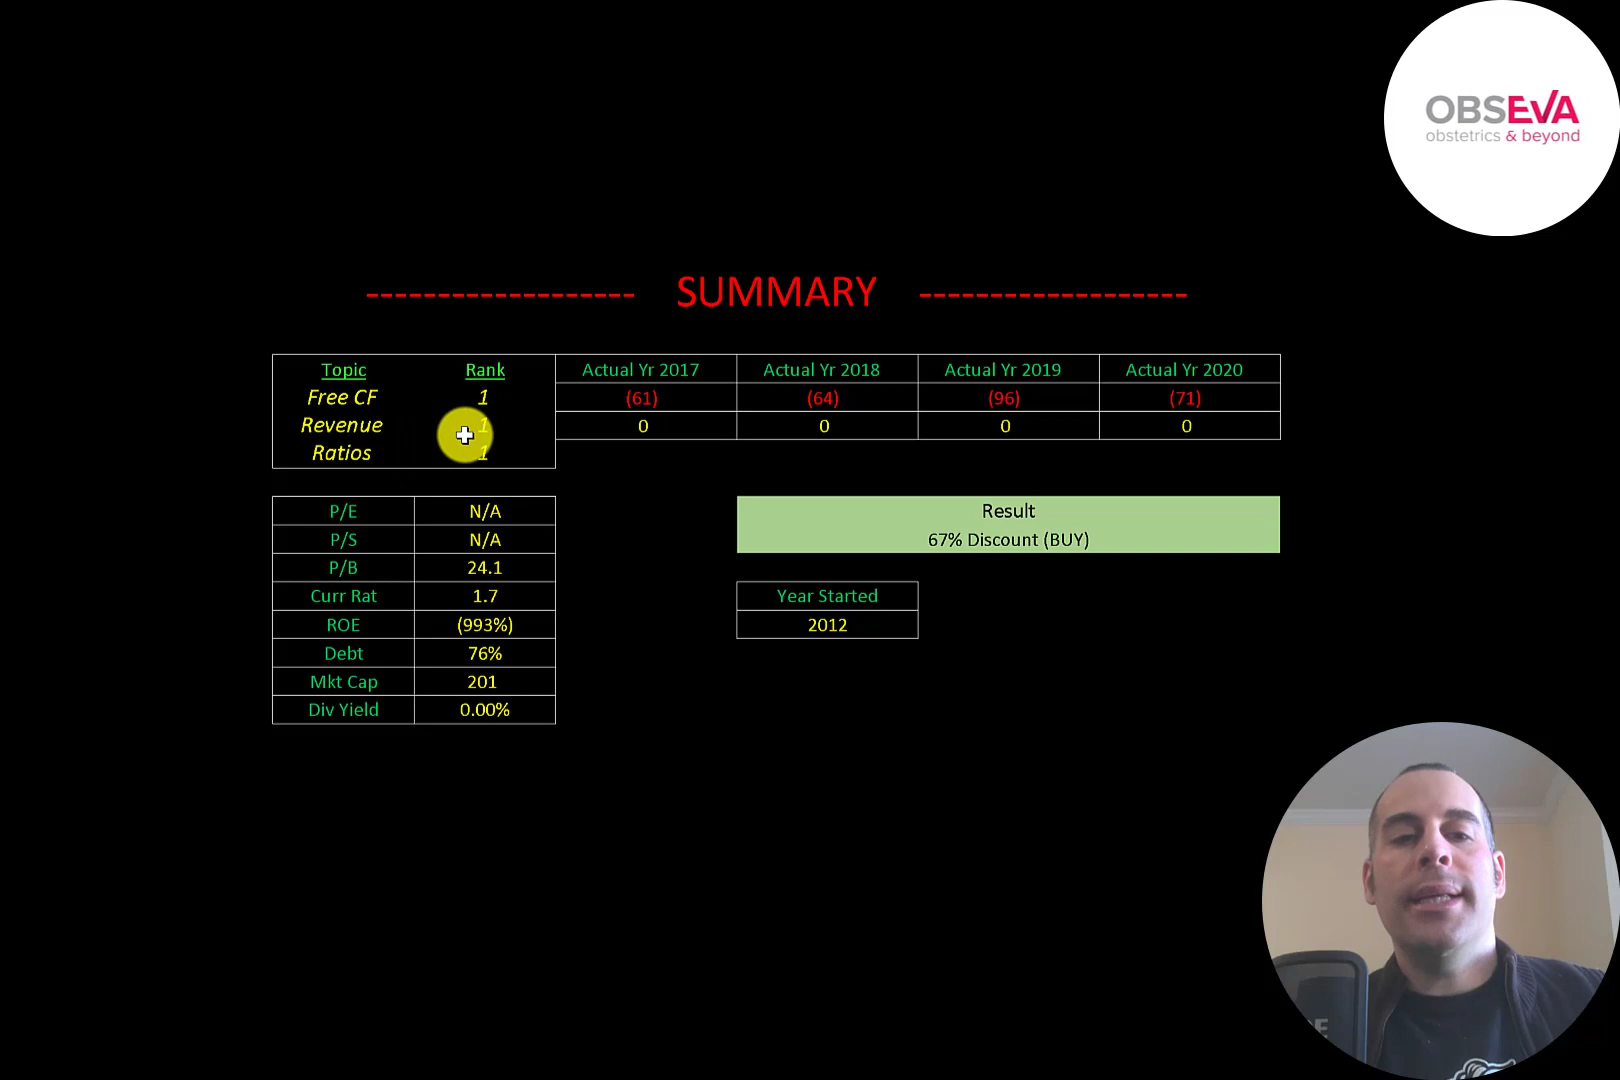 OBSEVA
obstetrics & beyond
------------------- SUMMARY -------------------
Topic Rank Actual Yr 2017 Actual Yr 2018 Actual Yr 2019 Actual Yr 2020
Free CF 1 (61) (64) (96) (71)
Revenue 1 0 0 0 0
Ratios 1
P/E N/A
P/S N/A
P/B 24.1
Curr Rat 1.7
ROE (993%)
Debt 76%
Mkt Cap 201
Div Yield 0.00%
Result
67% Discount (BUY)
Year Started
2012